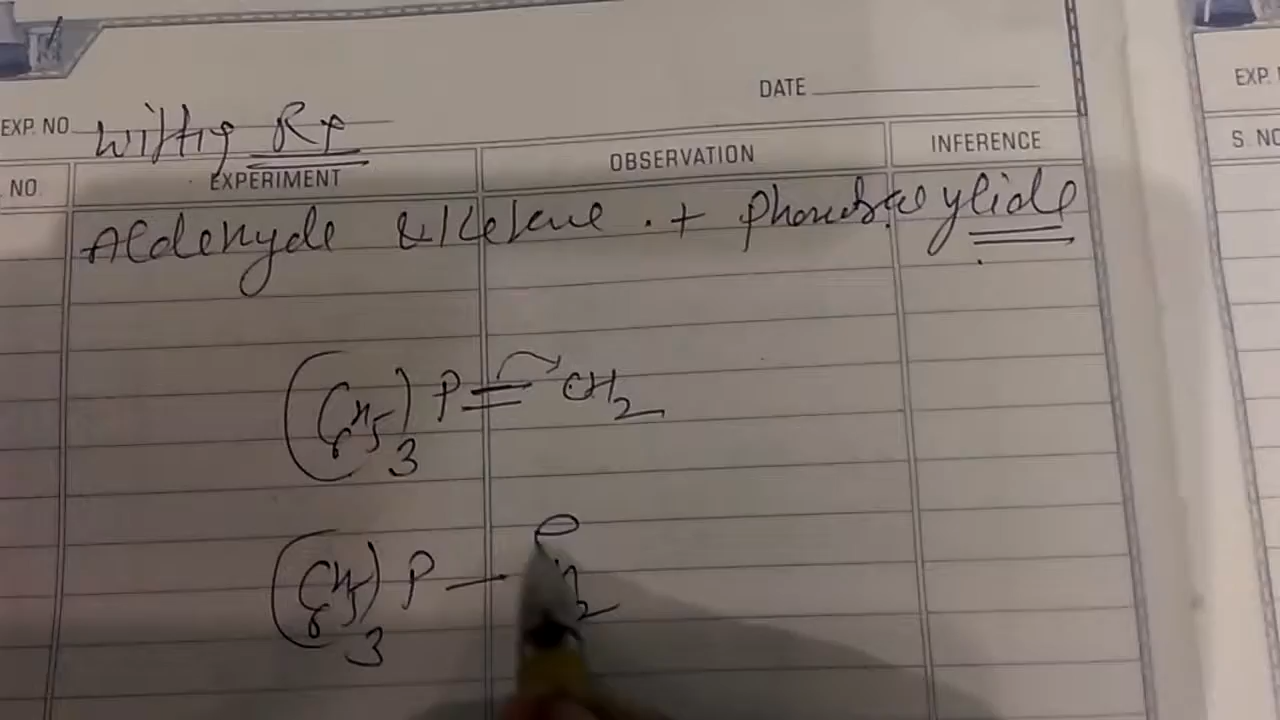 DATE
EXP. NO Wittig Rx
EXP.
NO EXPERIMENT OBSERVATION INFERENCE
S. NO
Aldehyde & Ketone . + ylide
(C6H5)3 P = CH2
(C6H5)3 P — H2